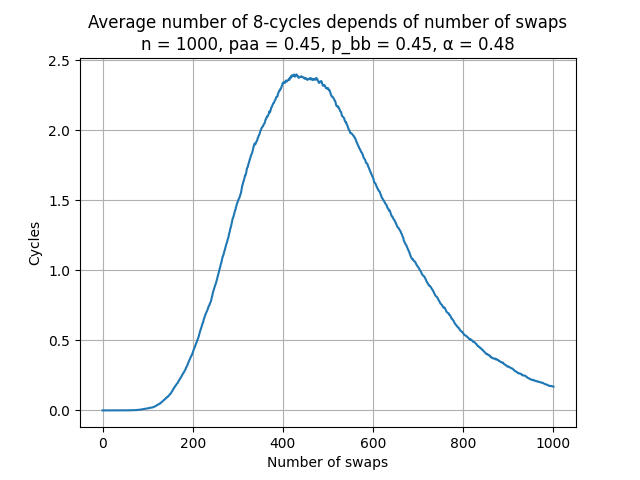 Average number of 8-cycles depends of number of swaps
n = 1000, paa = 0.45, p_bb = 0.45, α = 0.48
2.5
2.0
1.5
1.0
0.5
0.0
Cycles
0 200 400 600 800 1000
Number of swaps